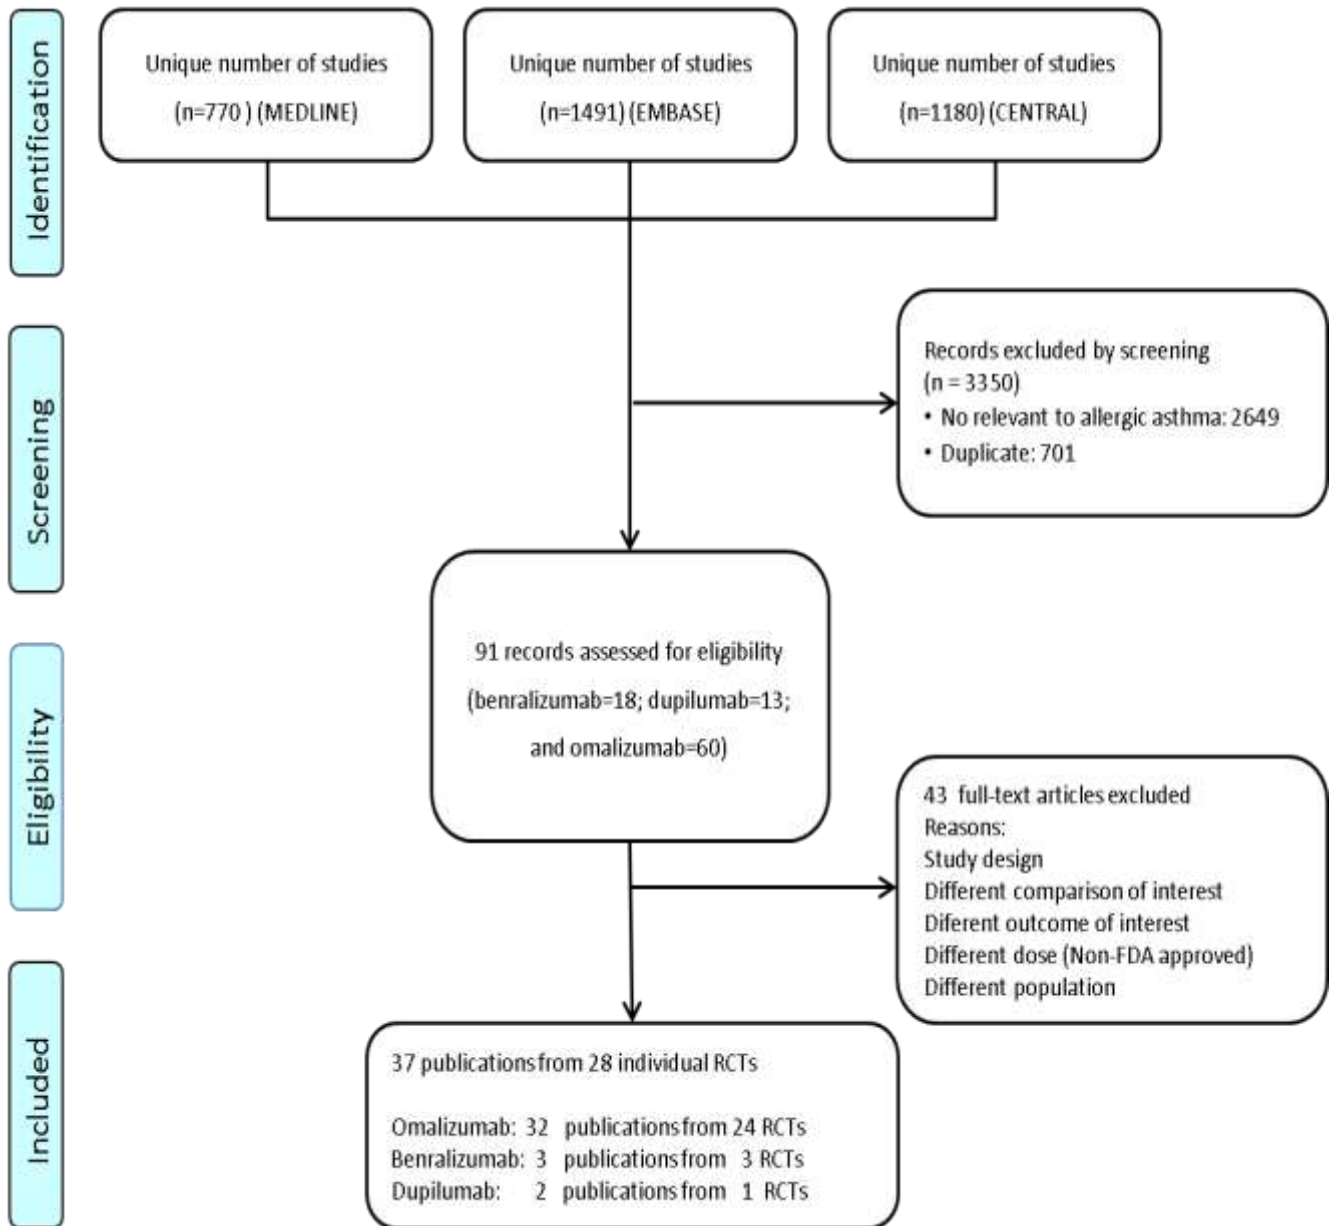 Identification
Unique number of studies
(n=770 ) (MEDLINE)
Unique number of studies
(n=1491) (EMBASE)
Unique number of studies
(n=1180) (CENTRAL)
Screening
Records excluded by screening
(n = 3350)
• No relevant to allergic asthma: 2649
• Duplicate: 701
Eligibility
91 records assessed for eligibility
(benralizumab=18; dupilumab=13;
and omalizumab=60)
43 full-text articles excluded
Reasons:
Study design
Different comparison of interest
Diferent outcome of interest
Different dose (Non-FDA approved)
Different population
Included
37 publications from 28 individual RCTs
Omalizumab: 32 publications from 24 RCTs
Benralizumab: 3 publications from 3 RCTs
Dupilumab: 2 publications from 1 RCTs